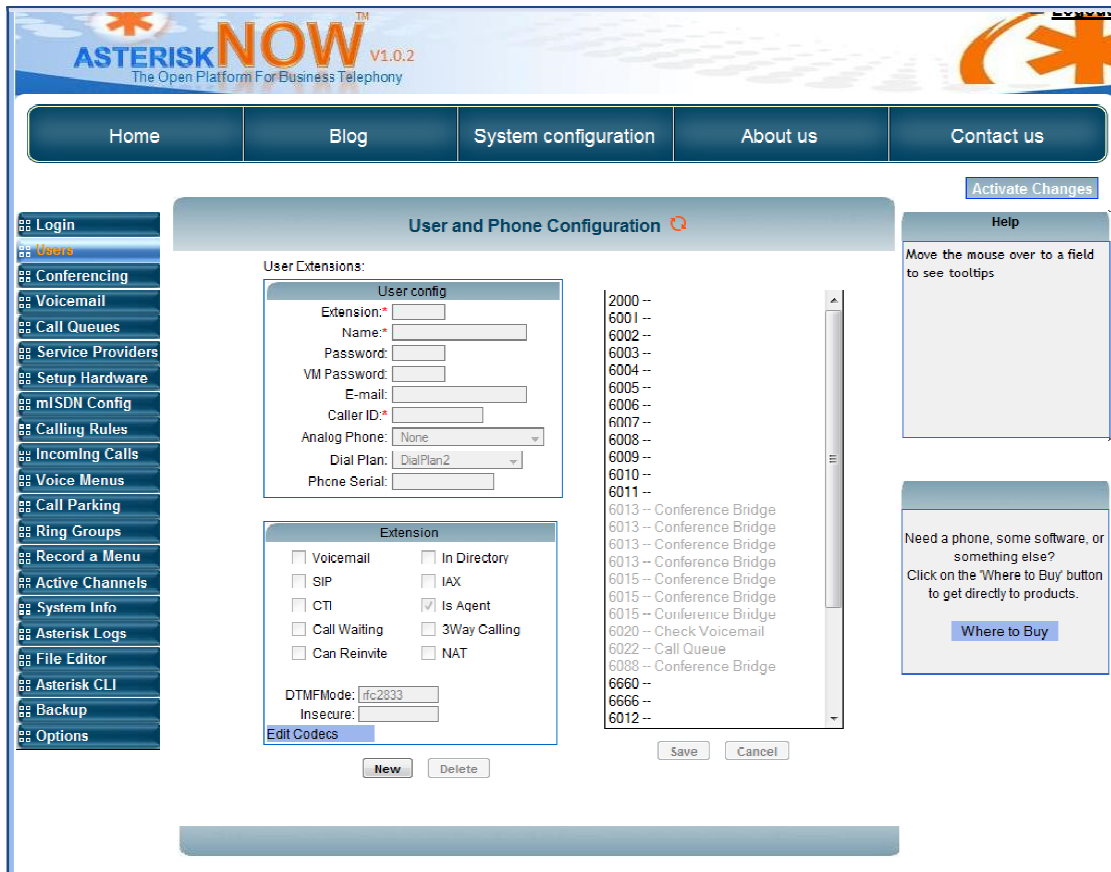 Logout
ASTERISKNOW™ V1.0.2
The Open Platform For Business Telephony
Home
Blog
System configuration
About us
Contact us
Activate Changes
Login
Users
Conferencing
Voicemail
Call Queues
Service Providers
Setup Hardware
mISDN Config
Calling Rules
Incoming Calls
Voice Menus
Call Parking
Ring Groups
Record a Menu
Active Channels
System Info
Asterisk Logs
File Editor
Asterisk CLI
Backup
Options
User and Phone Configuration
User Extensions:
User config
Extension:*
Name:*
Password:
VM Password:
E-mail:
Caller ID:*
Analog Phone: None
Dial Plan: DialPlan2
Phone Serial:
Extension
Voicemail In Directory
SIP IAX
CTI Is Agent
Call Waiting 3Way Calling
Can Reinvite NAT
DTMFMode: rfc2833
Insecure:
Edit Codecs
New Delete
2000 --
6001 --
6002 --
6003 --
6004 --
6005 --
6006 --
6007 --
6008 --
6009 --
6010 --
6011 --
6013 -- Conference Bridge
6013 -- Conference Bridge
6013 -- Conference Bridge
6013 -- Conference Bridge
6015 -- Conference Bridge
6015 -- Conference Bridge
6015 -- Conference Bridge
6020 -- Check Voicemail
6022 -- Call Queue
6088 -- Conference Bridge
6660 --
6666 --
6012 --
Save Cancel
Help
Move the mouse over to a field
to see tooltips
Need a phone, some software, or
something else?
Click on the 'Where to Buy' button
to get directly to products.
Where to Buy